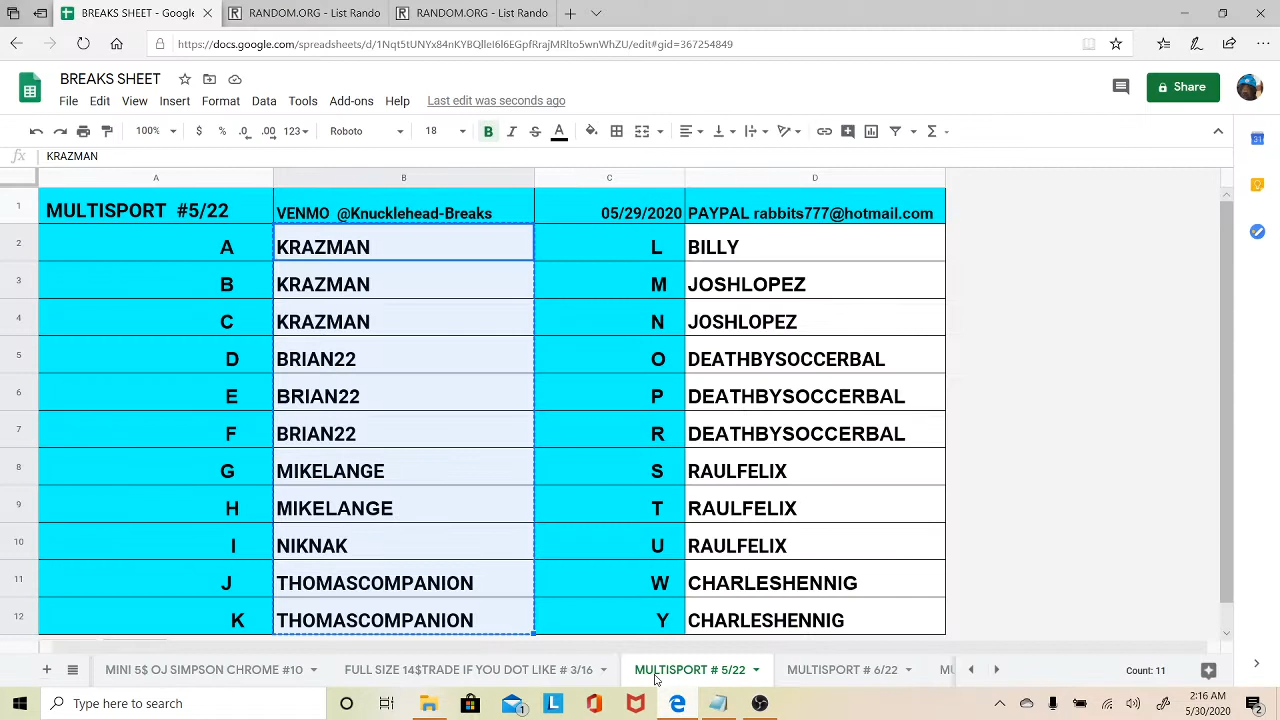 BREAKS SHEET - Google
RANDOM.ORG - List Rando
RANDOM.ORG - List Rando
https://docs.google.com/spreadsheets/d/1Nqt5tUNYx84nKYBQlleI6l6EGpfRrajMRlto5wnWhZU/edit#gid=367254849
BREAKS SHEET
File Edit View Insert Format Data Tools Add-ons Help Last edit was seconds ago
Share
100% $ % .0 .00 123 Roboto 18 B I S A Σ
fx KRAZMAN
A B C D
1 MULTISPORT #5/22 VENMO @Knucklehead-Breaks 05/29/2020 PAYPAL rabbits777@hotmail.com
2 A KRAZMAN L BILLY
3 B KRAZMAN M JOSHLOPEZ
4 C KRAZMAN N JOSHLOPEZ
5 D BRIAN22 O DEATHBYSOCCERBAL
6 E BRIAN22 P DEATHBYSOCCERBAL
7 F BRIAN22 R DEATHBYSOCCERBAL
8 G MIKELANGE S RAULFELIX
9 H MIKELANGE T RAULFELIX
10 I NIKNAK U RAULFELIX
11 J THOMASCOMPANION W CHARLESHENNIG
12 K THOMASCOMPANION Y CHARLESHENNIG
MINI 5$ OJ SIMPSON CHROME #10 FULL SIZE 14$TRADE IF YOU DOT LIKE # 3/16 MULTISPORT # 5/22 MULTISPORT # 6/22 Count: 11
Type here to search
2:16 AM
5/30/2020